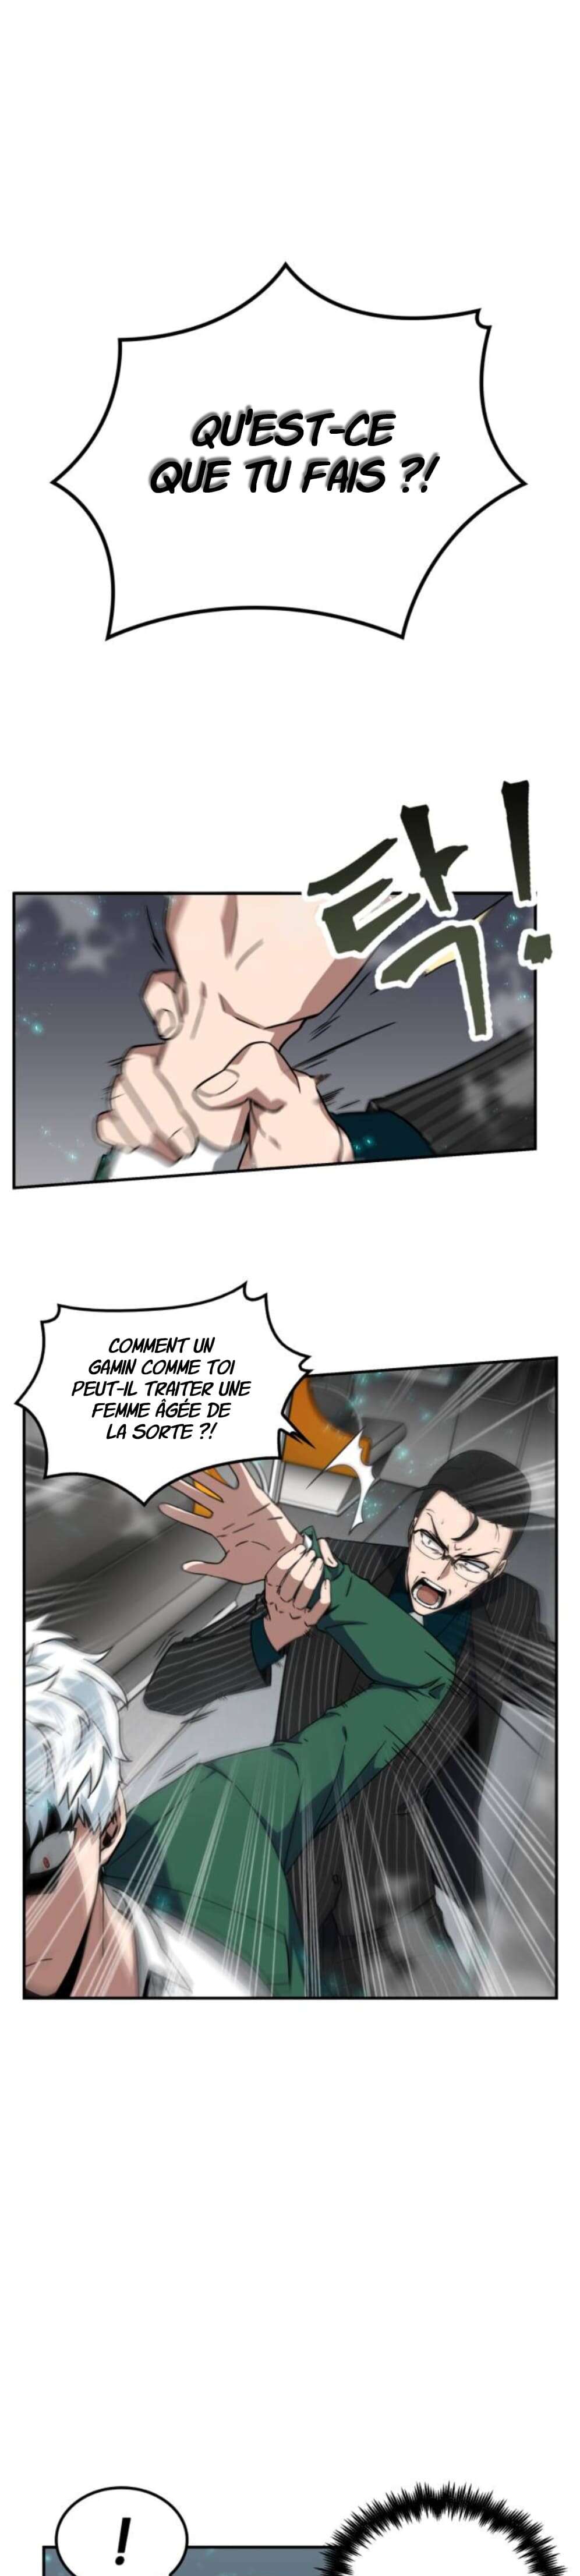 QU'EST-CE
QUE TU FAIS ?!
탁!
COMMENT UN
GAMIN COMME TOI
PEUT-IL TRAITER UNE
FEMME ÂGÉE DE
LA SORTE ?!
!